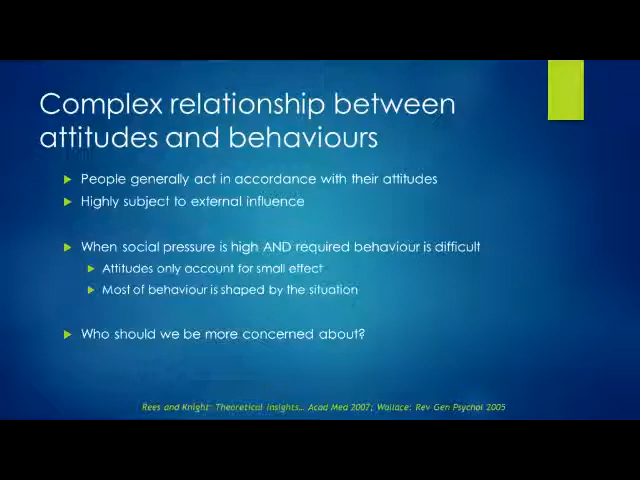 Complex relationship between
attitudes and behaviours
People generally act in accordance with their attitudes
Highly subject to external influence
When social pressure is high AND required behaviour is difficult
Attitudes only account for small effect
Most of behaviour is shaped by the situation
Who should we be more concerned about?
Rees and Knight: Theoretical Insights... Acad Med 2007; Wallace: Rev Gen Psychol 2005